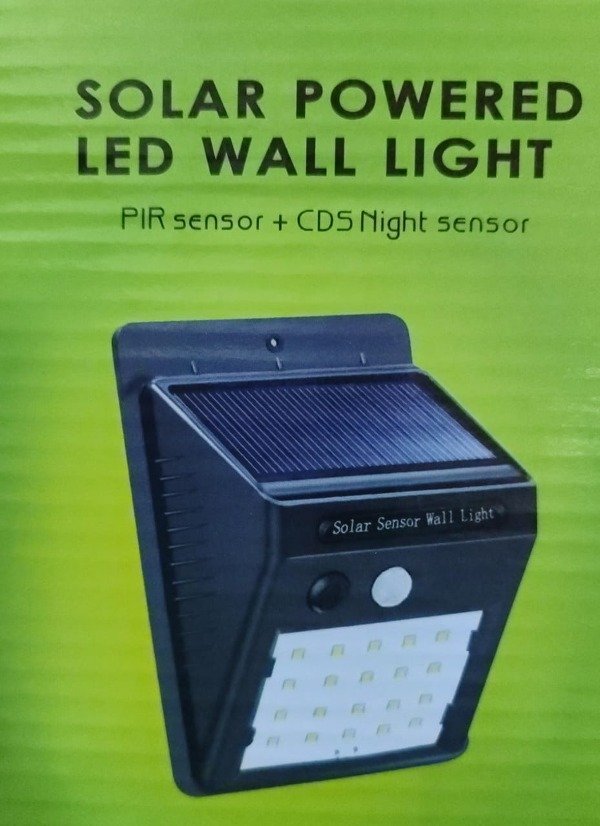 SOLAR POWERED
LED WALL LIGHT
PIR sensor + CDS Night sensor
Solar Sensor Wall Light